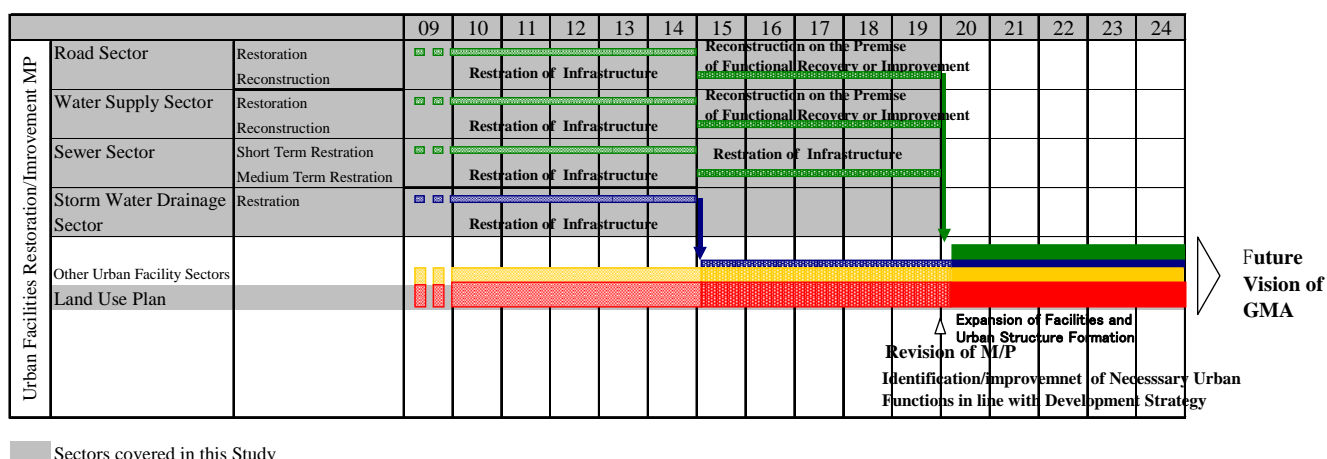 09 10 11 12 13 14 15 16 17 18 19 20 21 22 23 24
Urban Facilities Restoration/Imrovement MP
Road Sector
Restoration
Reconstruction
Restration of Infrastructure
Reconstruction on the Premise
of Functional Recovery or Improvement
Water Supply Sector
Restoration
Reconstruction
Restration of Infrastructure
Reconstruction on the Premise
of Functional Recovery or Improvement
Sewer Sector
Short Term Restration
Medium Term Restration
Restration of Infrastructure
Restration of Infrastructure
Storm Water Drainage
Sector
Restration
Restration of Infrastructure
Other Urban Facility Sectors
Land Use Plan
Future
Vision of
GMA
Expansion of Facilities and
Urban Structure Formation
Revision of M/P
Identification/improvemnet of Necesssary Urban
Functions in line with Development Strategy
Sectors covered in this Study